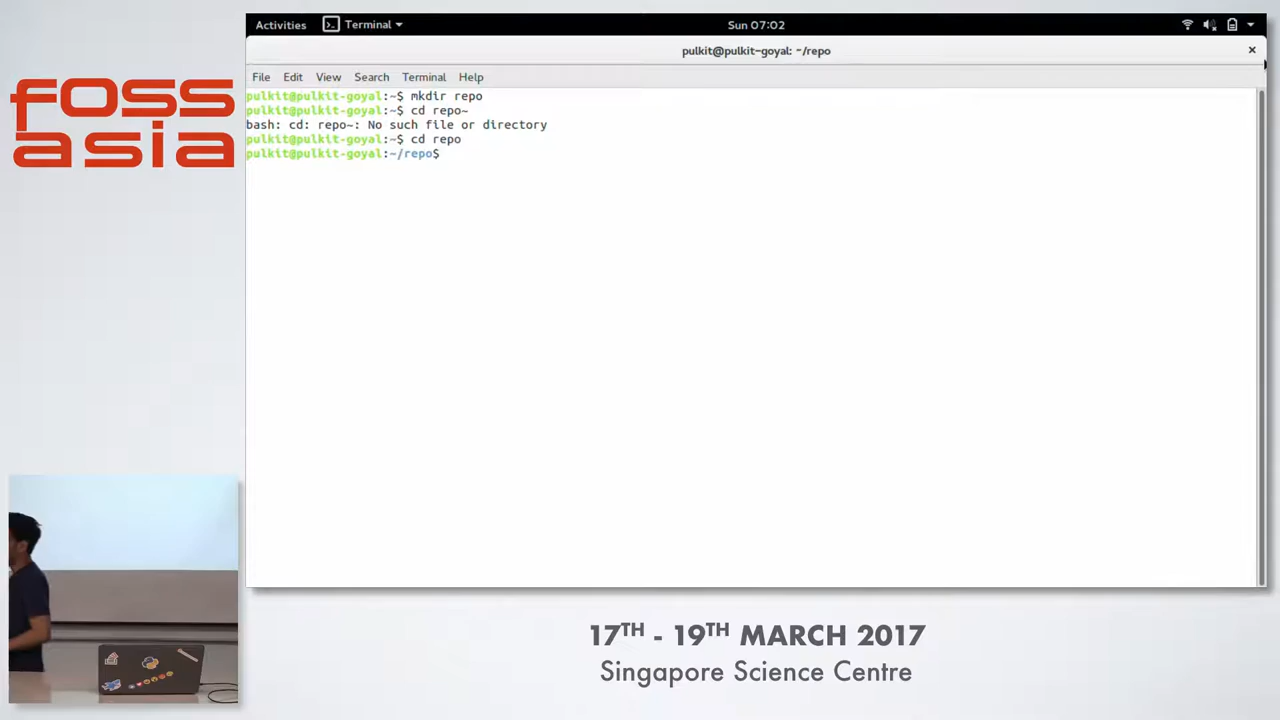 foss
asia
Activities Terminal Sun 07:02
pulkit@pulkit-goyal: ~/repo
File Edit View Search Terminal Help
pulkit@pulkit-goyal:~$ mkdir repo
pulkit@pulkit-goyal:~$ cd repo~
bash: cd: repo~: No such file or directory
pulkit@pulkit-goyal:~$ cd repo
pulkit@pulkit-goyal:~/repo$
17TH - 19TH MARCH 2017
Singapore Science Centre